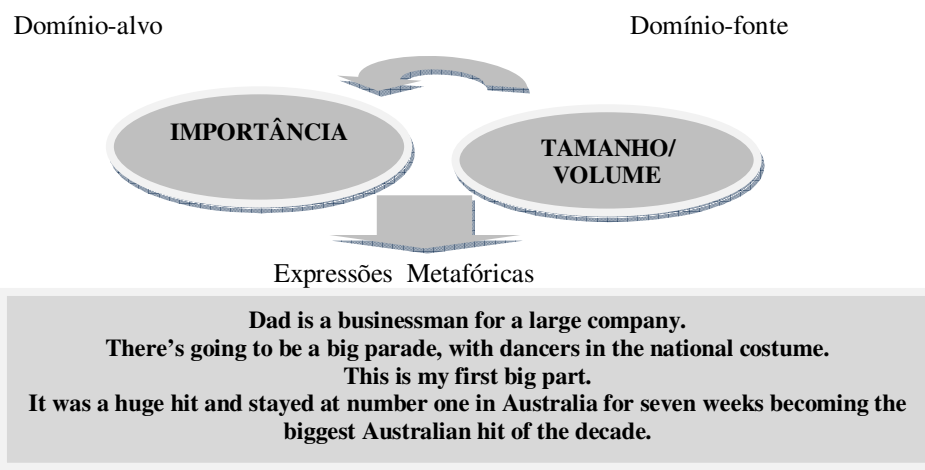 Domínio-alvo
Domínio-fonte
IMPORTÂNCIA
TAMANHO/
VOLUME
Expressões Metafóricas
Dad is a businessman for a large company.
There’s going to be a big parade, with dancers in the national costume.
This is my first big part.
It was a huge hit and stayed at number one in Australia for seven weeks becoming the
biggest Australian hit of the decade.